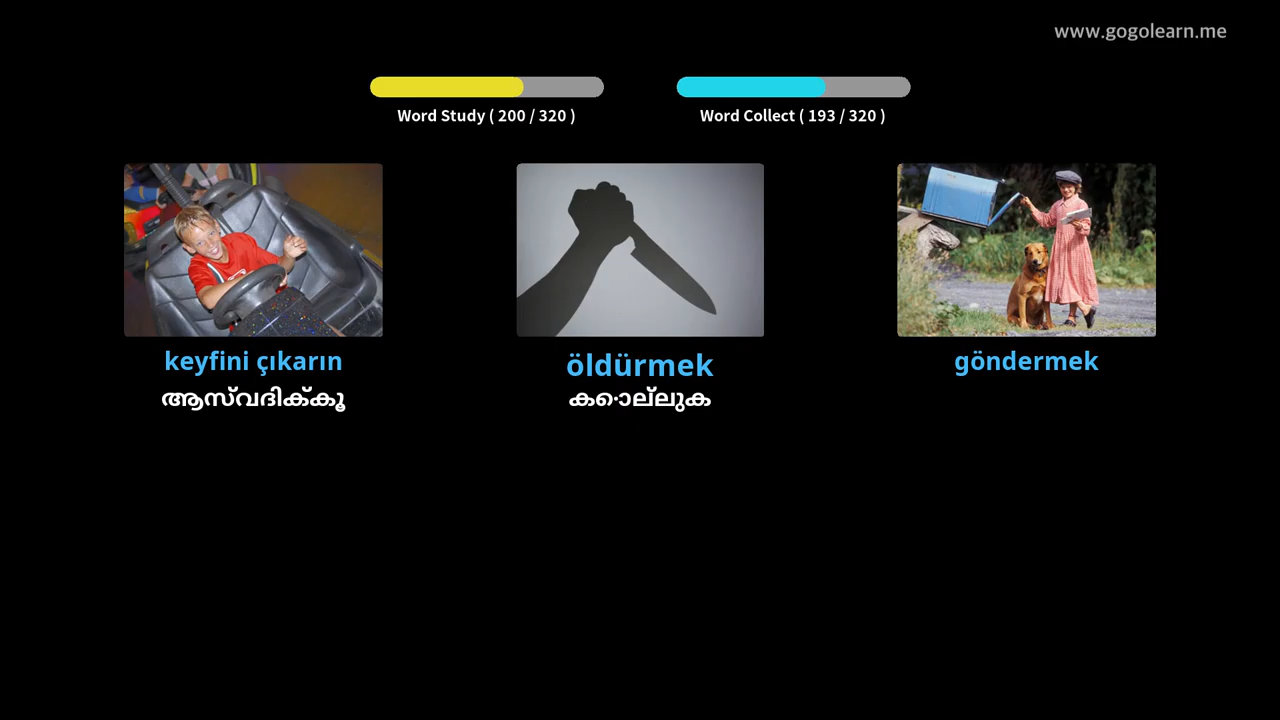 www.gogolearn.me
Word Study ( 200 / 320 )
Word Collect ( 193 / 320 )
keyfini çıkarın
öldürmek
göndermek
ആസ്വദിക്കൂ
കൊല്ലുക